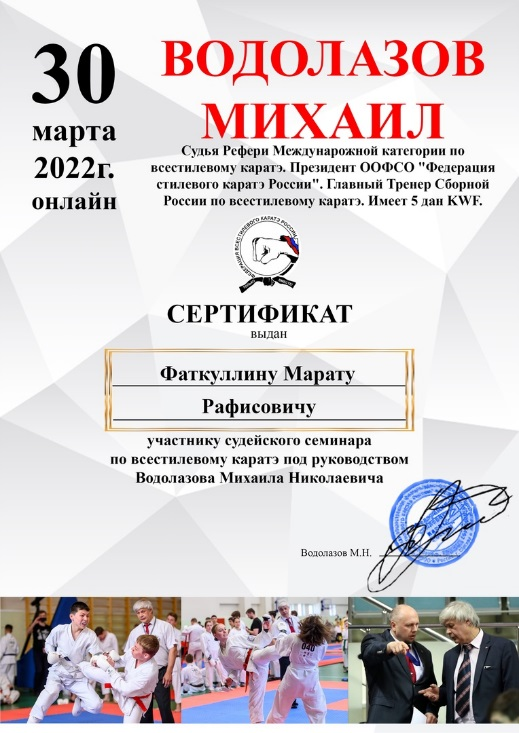 30
марта
2022г.
онлайн
ВОДОЛАЗОВ
МИХАИЛ
Судья Рефери Междунарожной категории по
всестилевому каратэ. Президент ООФСО "Федерация
стилевого каратэ России". Главный Тренер Сборной
России по всестилевому каратэ. Имеет 5 дан KWF.
ФЕДЕРАЦИЯ ВСЕСТИЛЕВОГО КАРАТЭ РОССИИ
СЕРТИФИКАТ
выдан
Фаткуллину Марату
Рафисовичу
участнику судейского семинара
по всестилевому каратэ под руководством
Водолазова Михаила Николаевича
Водолазов М.Н.